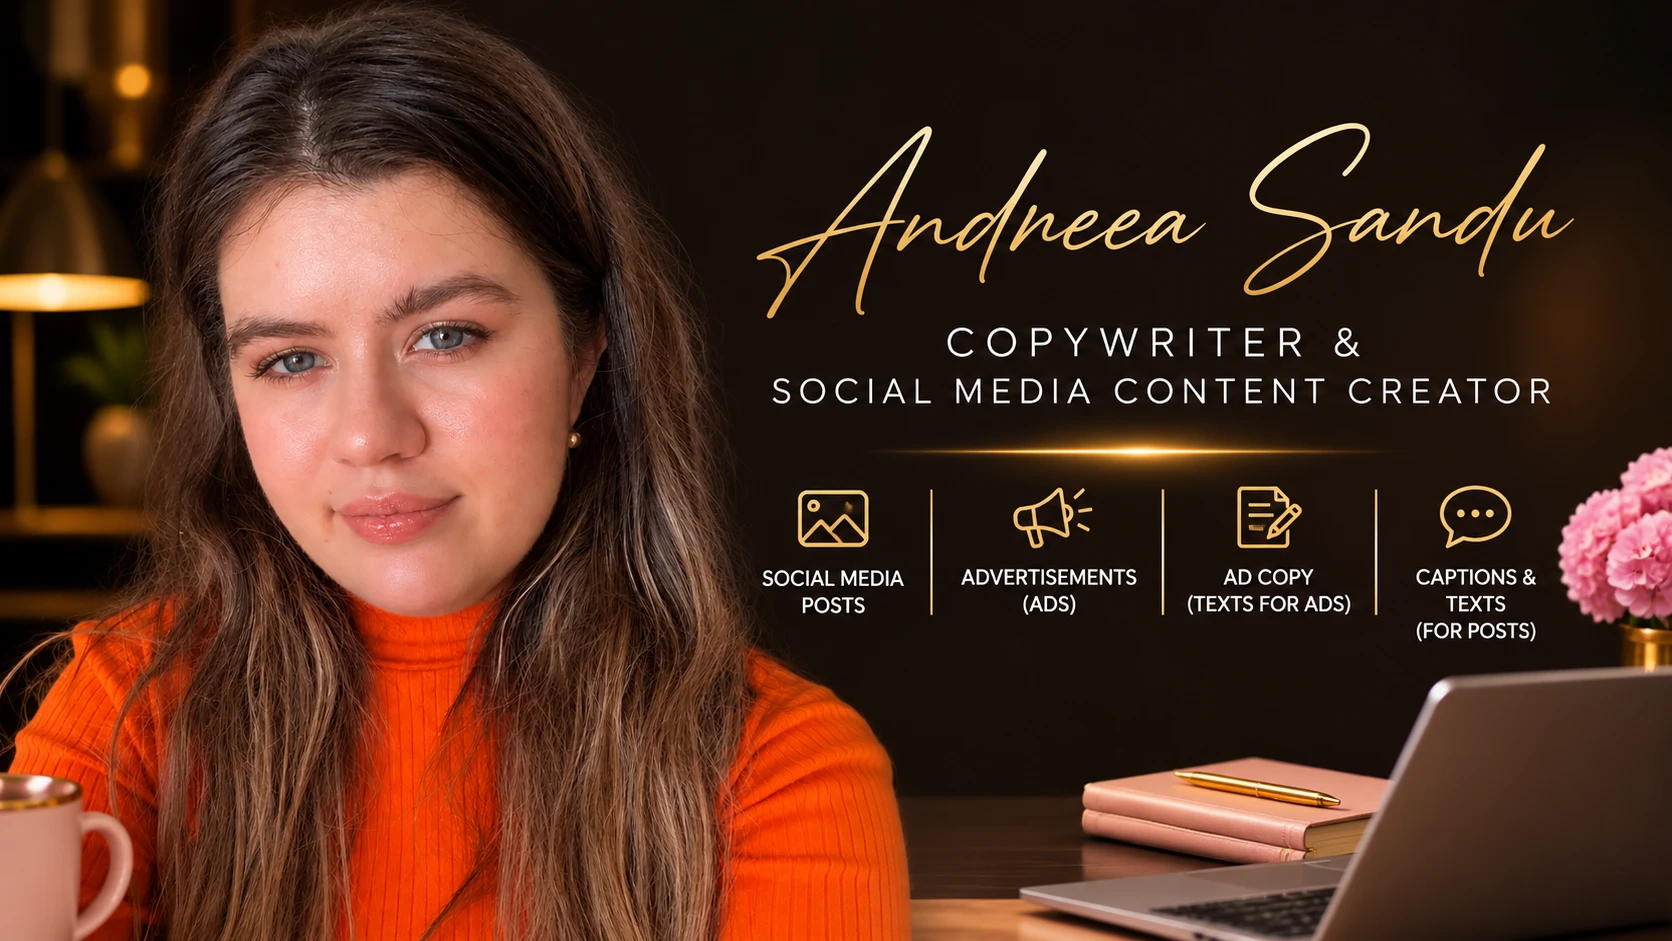 Andreea Sandu
COPYWRITER &
SOCIAL MEDIA CONTENT CREATOR
SOCIAL MEDIA
POSTS
ADVERTISEMENTS
(ADS)
AD COPY
(TEXTS FOR ADS)
CAPTIONS &
TEXTS
(FOR POSTS)